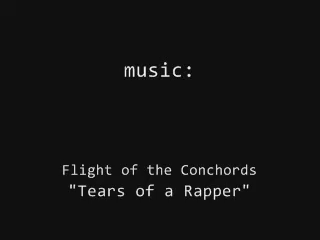 music:
Flight of the Conchords
"Tears of a Rapper"